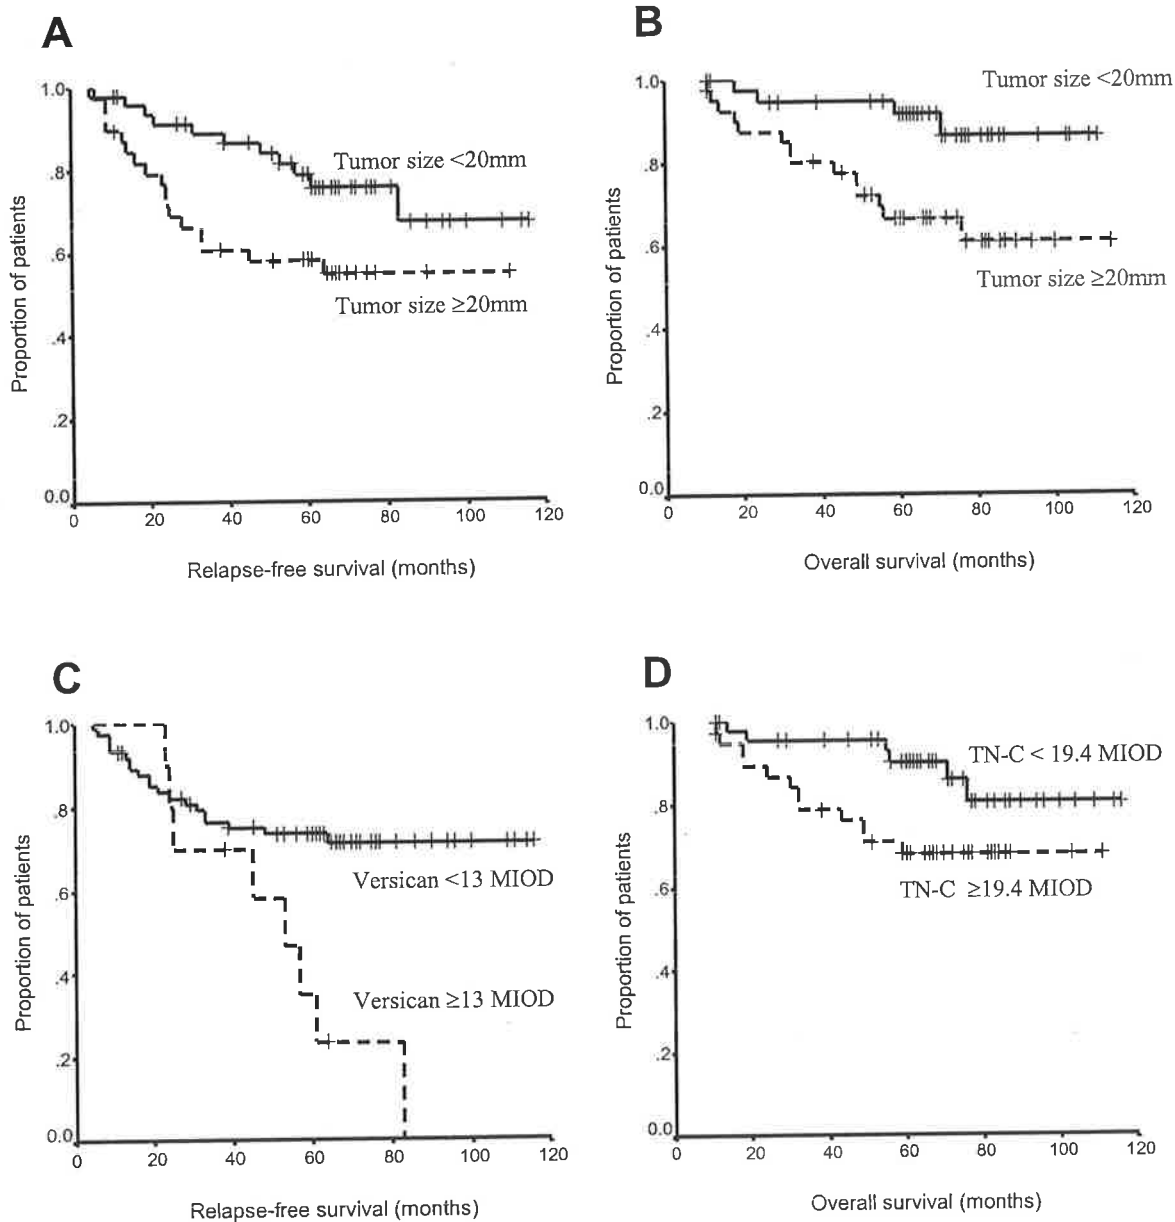 A
1.0
.8
.6
.4
.2
0.0
Proportion of patients
Tumor size <20mm
Tumor size ≥20mm
0 20 40 60 80 100 120
Relapse-free survival (months)
B
1.0
.8
.6
.4
.2
0.0
Proportion of patients
Tumor size <20mm
Tumor size ≥20mm
0 20 40 60 80 100 120
Overall survival (months)
C
1.0
.8
.6
.4
.2
0.0
Proportion of patients
Versican <13 MIOD
Versican ≥13 MIOD
0 20 40 60 80 100 120
Relapse-free survival (months)
D
1.0
.8
.6
.4
.2
0.0
Proportion of patients
TN-C < 19.4 MIOD
TN-C ≥19.4 MIOD
0 20 40 60 80 100 120
Overall survival (months)